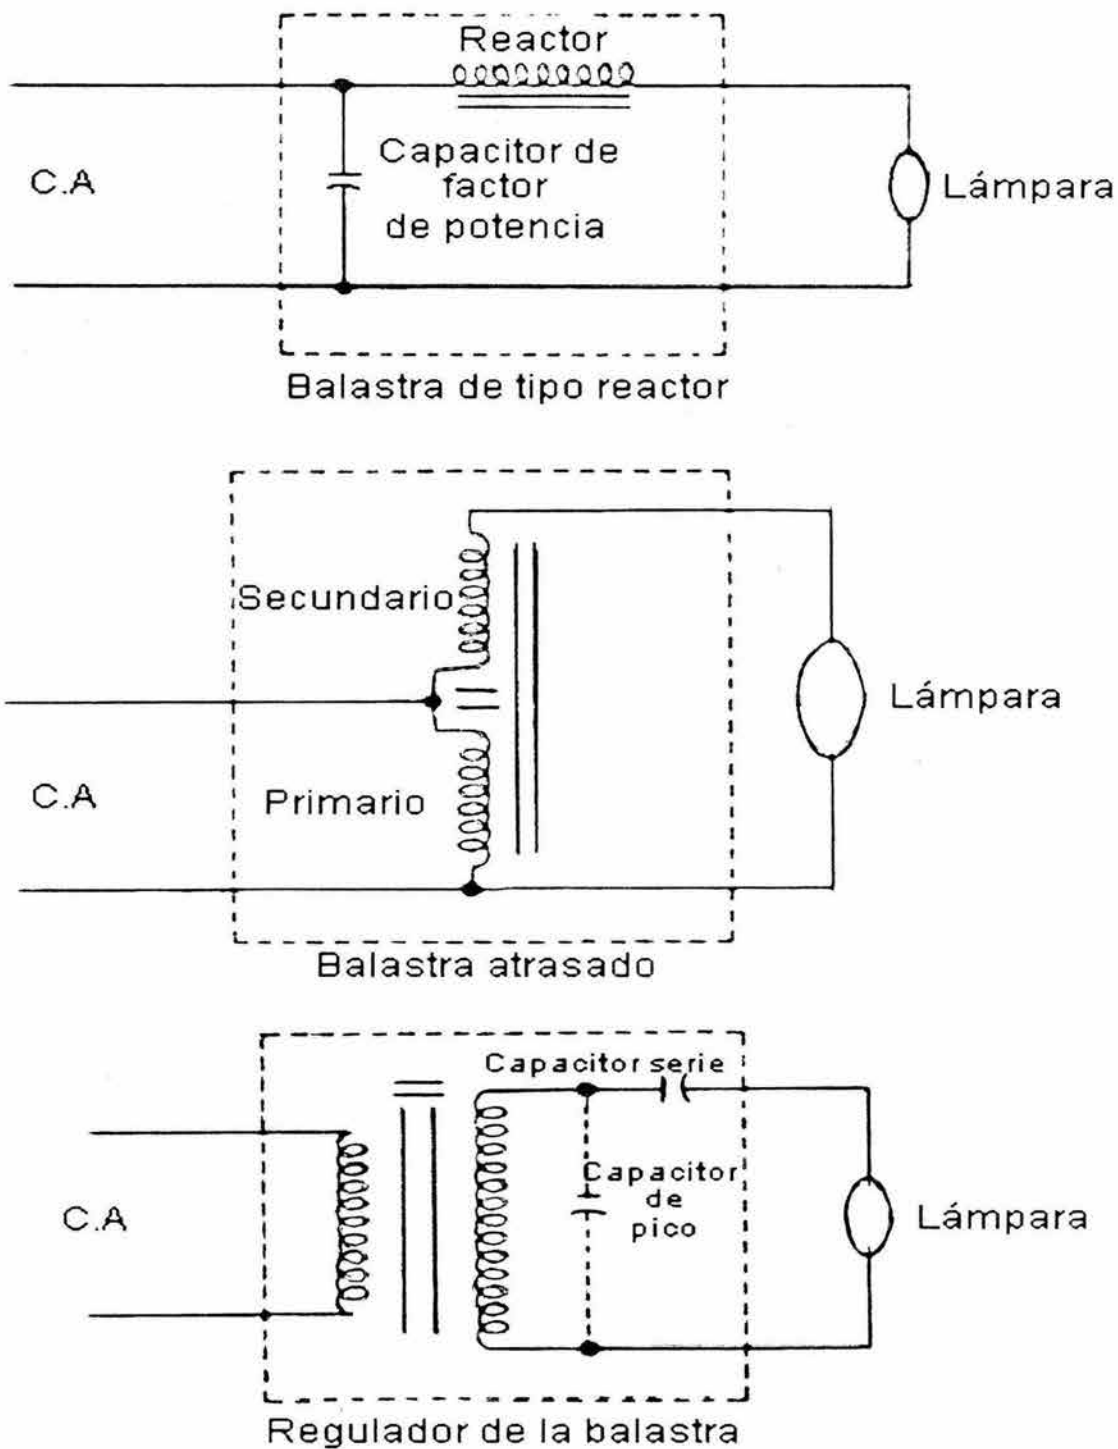 Reactor
Capacitor de
factor
de potencia
C.A
Lámpara
Balastra de tipo reactor
Secundario
Lámpara
C.A
Primario
Balastra atrasado
Capacitor serie
Capacitor
de
pico
C.A
Lámpara
Regulador de la balastra